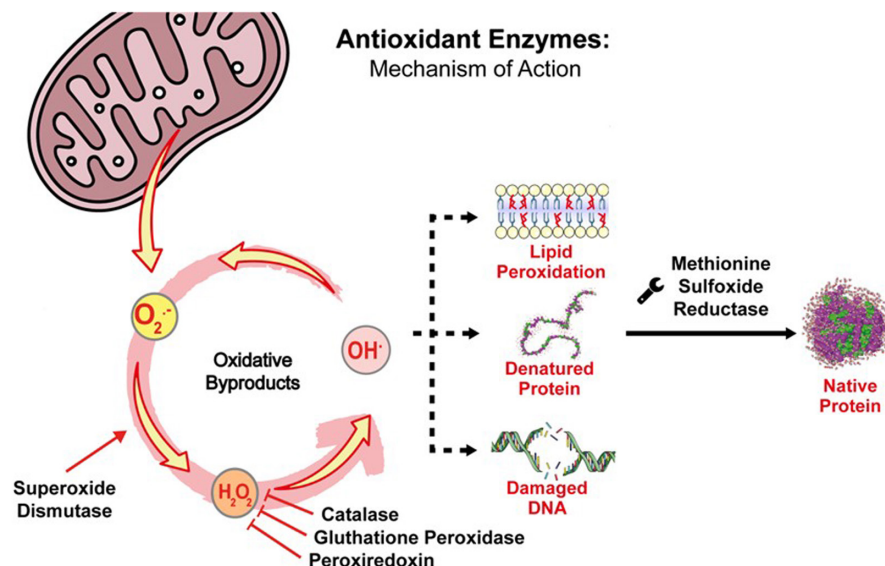 Antioxidant Enzymes:
Mechanism of Action
O₂·-
Oxidative
Byproducts
OH·
H₂O₂
Superoxide
Dismutase
Catalase
Gluthatione Peroxidase
Peroxiredoxin
Lipid
Peroxidation
Denatured
Protein
Damaged
DNA
Methionine
Sulfoxide
Reductase
Native
Protein